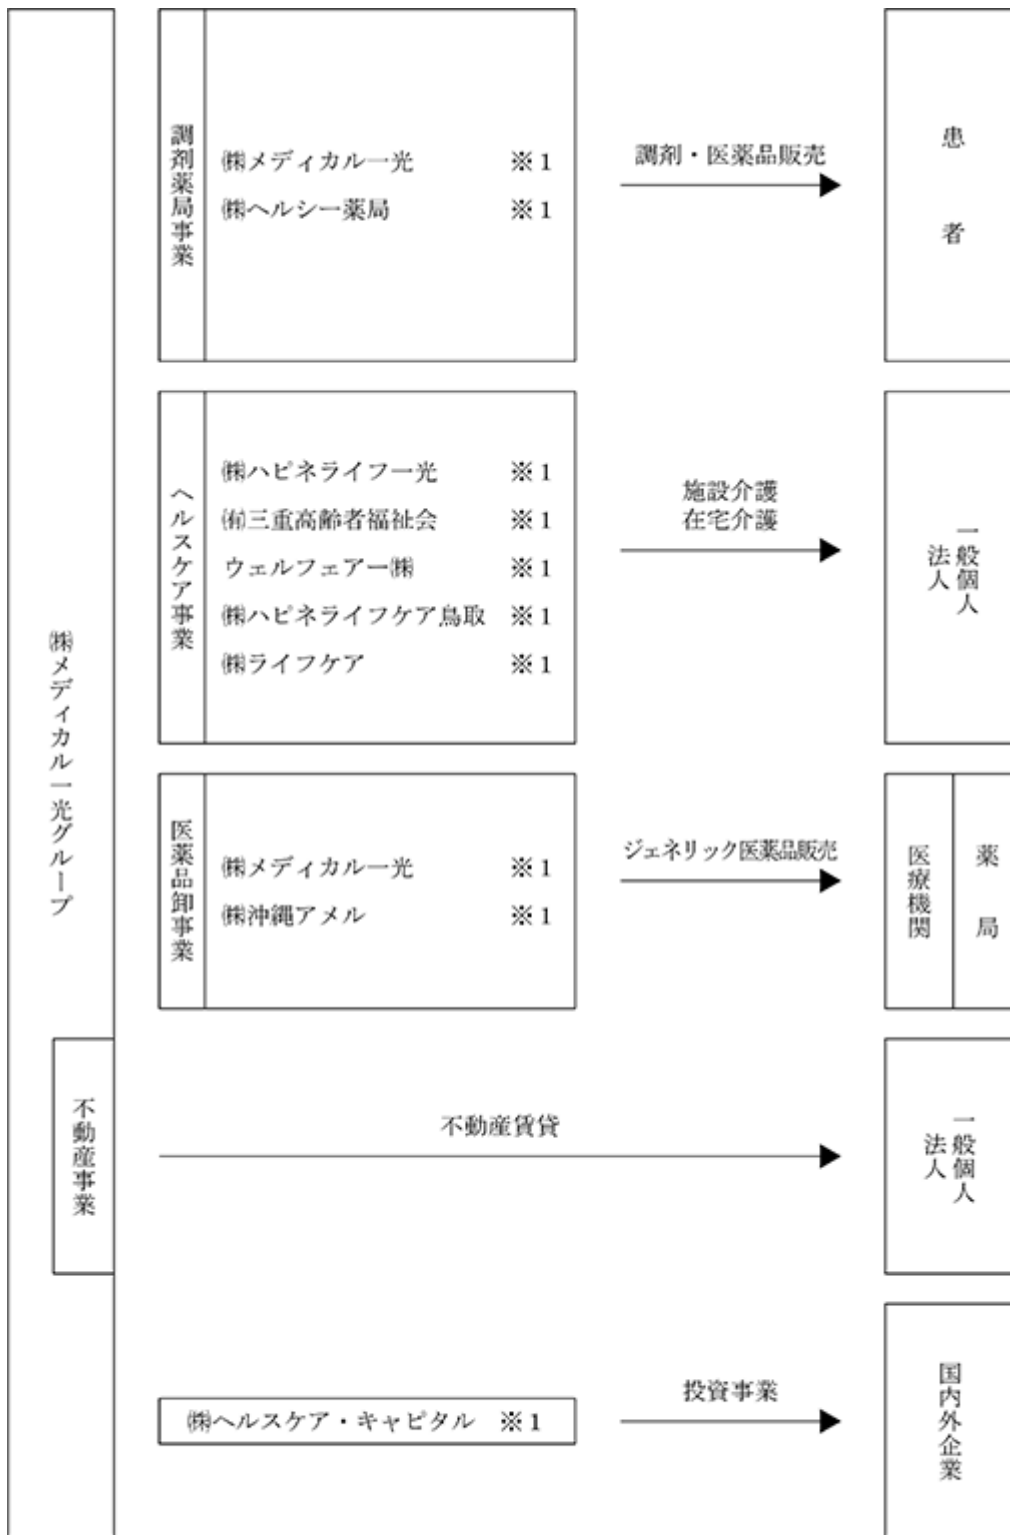 ㈱メディカル一光グループ
調剤薬局事業
㈱メディカル一光 ※1
㈱ヘルシー薬局 ※1
調剤・医薬品販売
患者
ヘルスケア事業
㈱ハピネライフ一光 ※1
㈲三重高齢者福祉会 ※1
ウェルフェアー㈱ ※1
㈱ハピネライフケア鳥取 ※1
㈱ライフケア ※1
施設介護
在宅介護
一般個人
法人
医薬品卸事業
㈱メディカル一光 ※1
㈱沖縄アメル ※1
ジェネリック医薬品販売
医療機関
薬局
不動産事業
不動産賃貸
一般個人
法人
㈱ヘルスケア・キャピタル ※1
投資事業
国内外企業